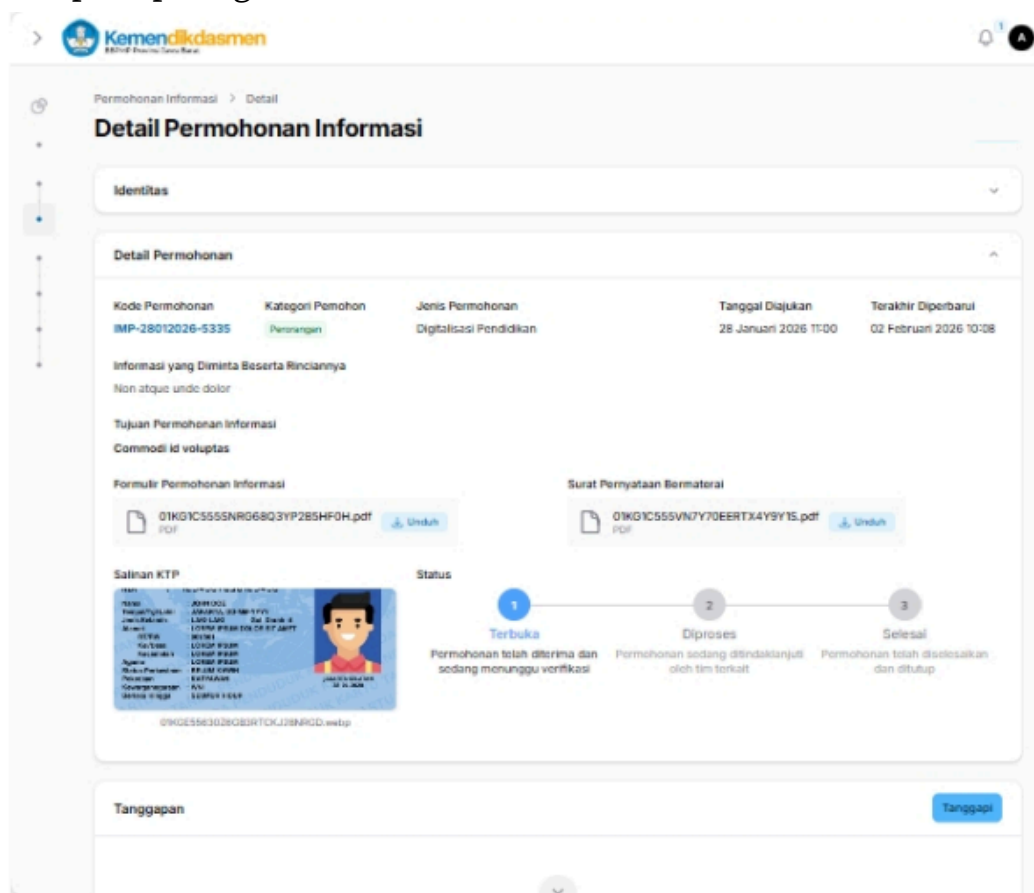 Kemendikdasmen
1
A
Permohonan Informasi > Detail
Detail Permohonan Informasi
Identitas
Detail Permohonan
Kode Permohonan Kategori Pemohon Jenis Permohonan Tanggal Diajukan Terakhir Diperbarui
IMP-28012026-5335 Perorangan Digitalisasi Pendidikan 28 Januari 2026 11:00 02 Februari 2026 10:08
Informasi yang Diminta Beserta Rinciannya
Non atque unde dolor
Tujuan Permohonan Informasi
Commodi id voluptas
Formulir Permohonan Informasi Surat Pernyataan Bermaterai
Unduh Unduh
PDF PDF
Salinan KTP Status
1 2 3
Terbuka Diproses Selesai
Permohonan telah diterima dan Permohonan sedang ditindaklanjuti Permohonan telah diselesaikan
sedang menunggu verifikasi oleh tim terkait dan ditutup
Tanggapan Tanggapi